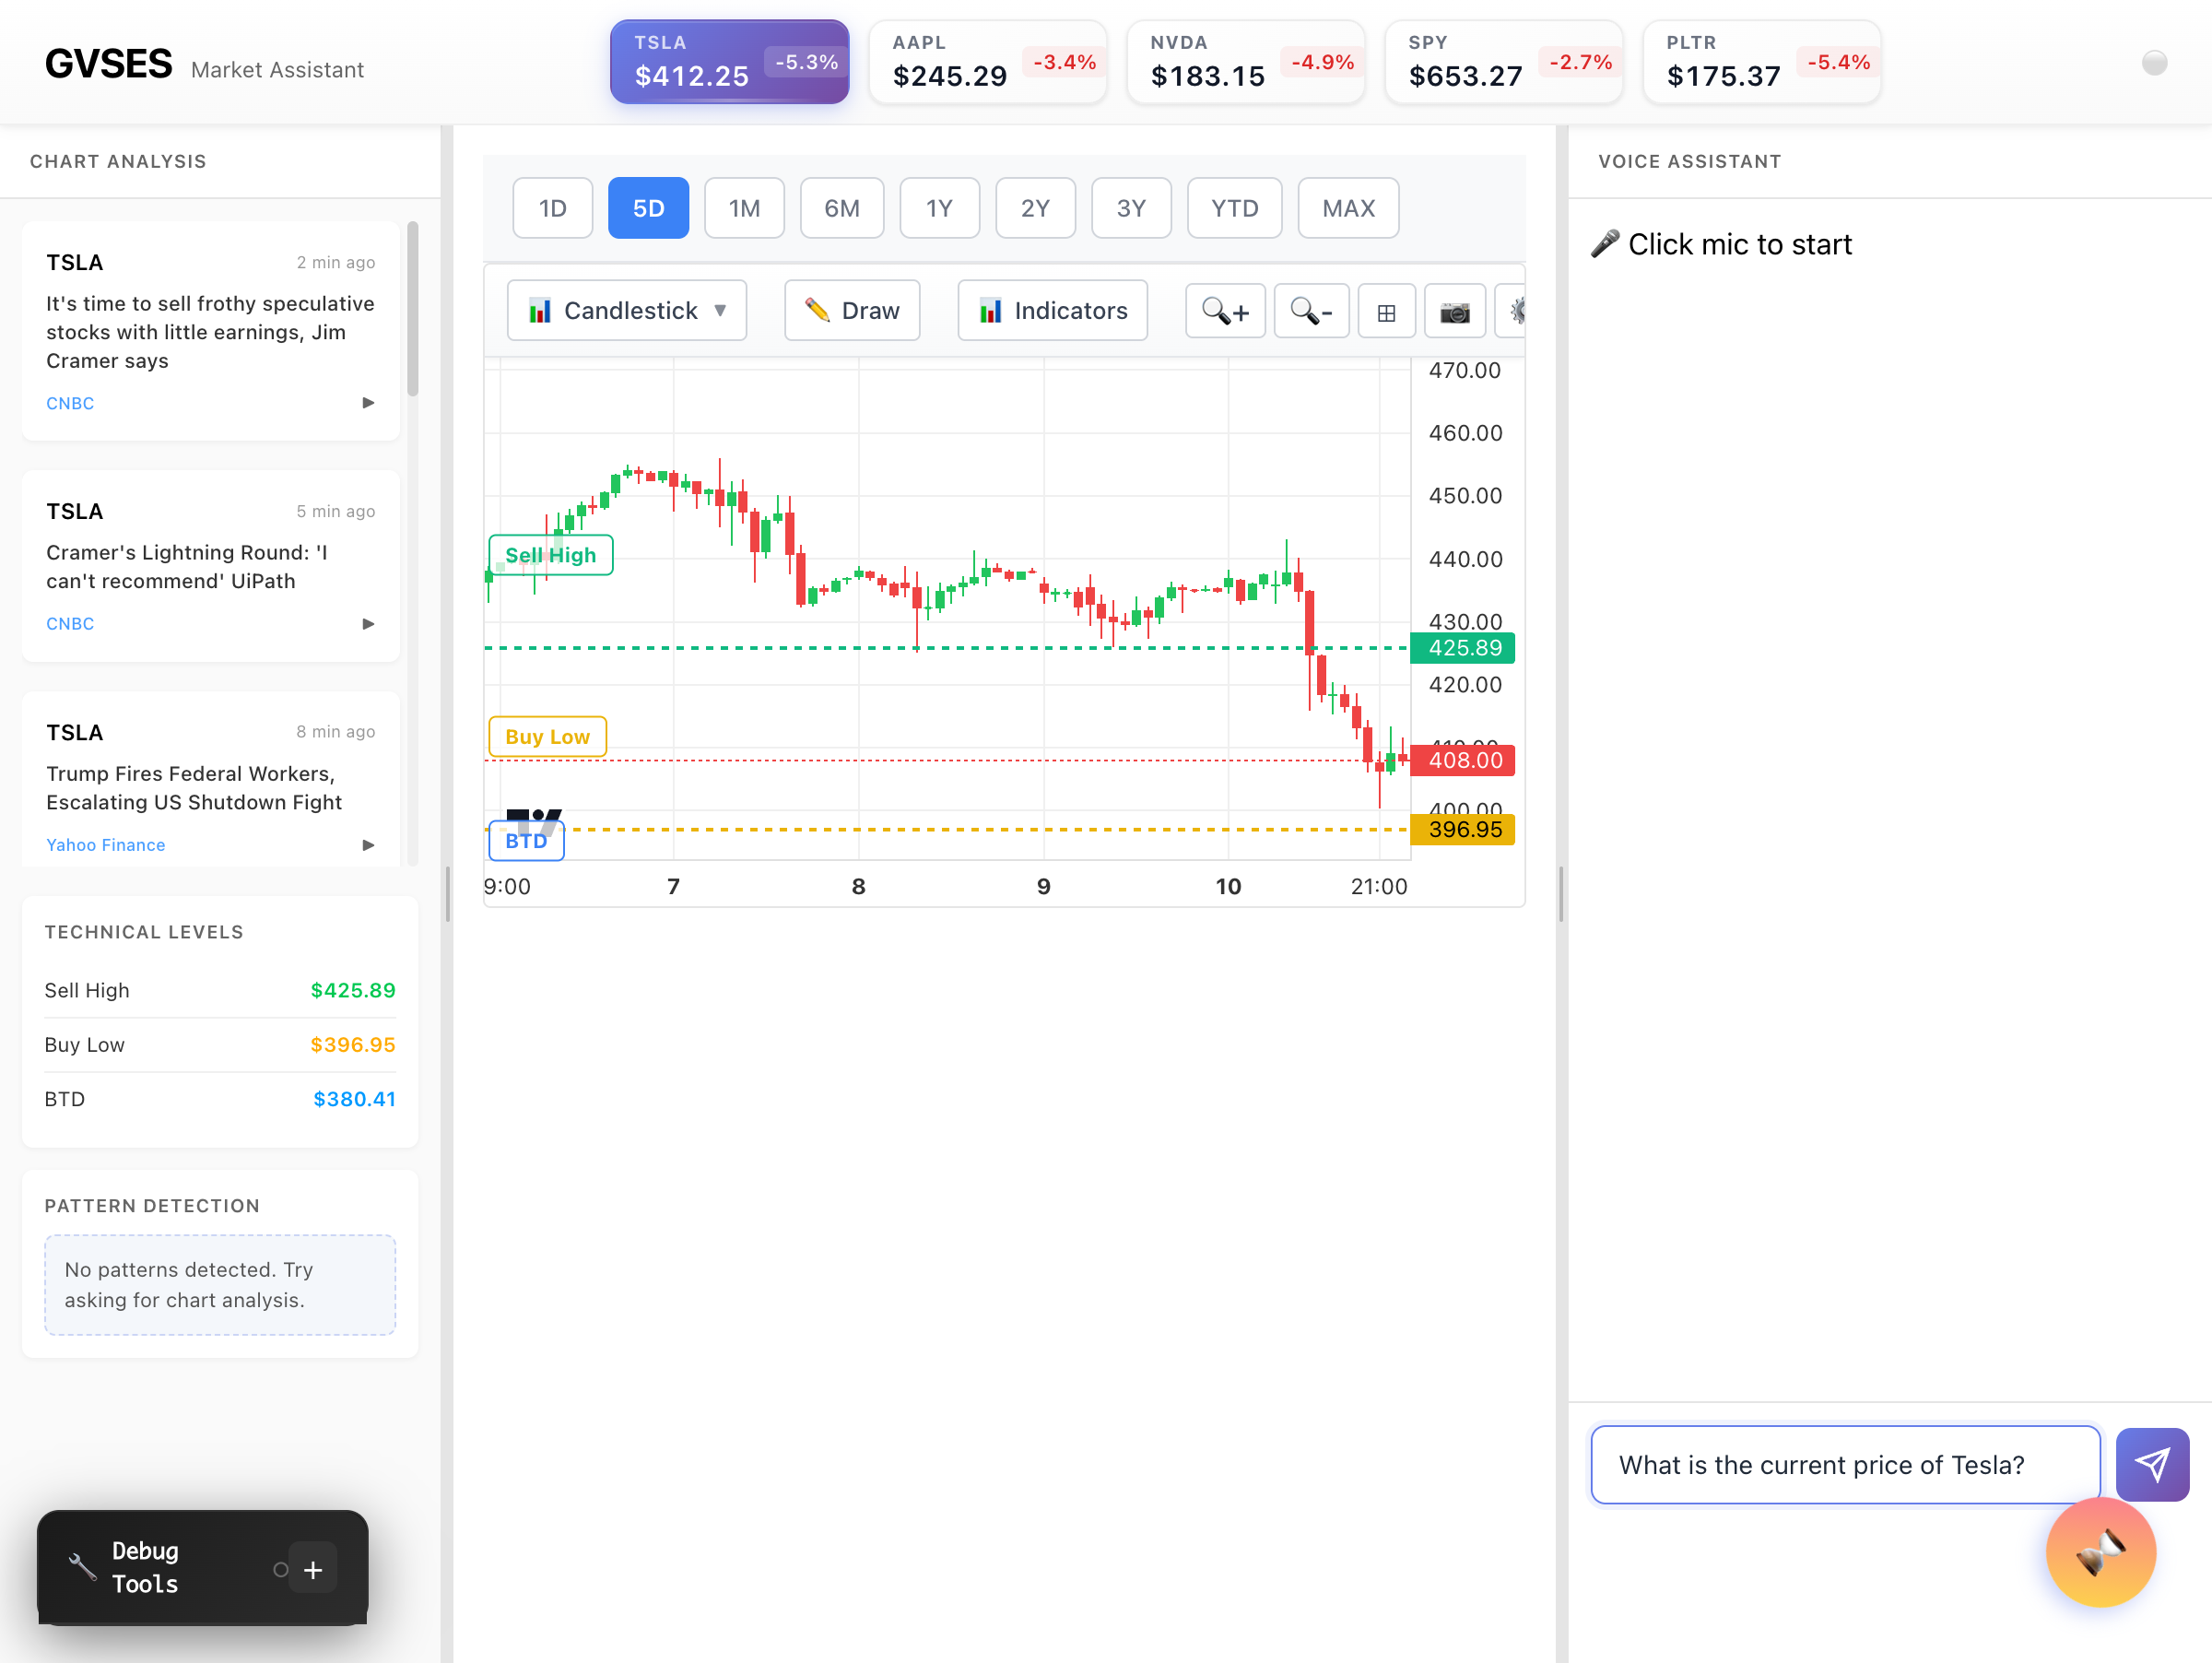 GVSES Market Assistant
TSLA
$412.25 -5.3%
AAPL
$245.29 -3.4%
NVDA
$183.15 -4.9%
SPY
$653.27 -2.7%
PLTR
$175.37 -5.4%
CHART ANALYSIS
TSLA 2 min ago
It's time to sell frothy speculative
stocks with little earnings, Jim
Cramer says
CNBC
TSLA 5 min ago
Cramer's Lightning Round: 'I
can't recommend' UiPath
CNBC
TSLA 8 min ago
Trump Fires Federal Workers,
Escalating US Shutdown Fight
Yahoo Finance
TECHNICAL LEVELS
Sell High $425.89
Buy Low $396.95
BTD $380.41
PATTERN DETECTION
No patterns detected. Try
asking for chart analysis.
Debug
Tools
+
1D 5D 1M 6M 1Y 2Y 3Y YTD MAX
Candlestick Draw Indicators + -
470.00
460.00
450.00
440.00
430.00
425.89
420.00
410.00
408.00
400.00
396.95
Sell High
Buy Low
BTD
9:00 7 8 9 10 21:00
VOICE ASSISTANT
Click mic to start
What is the current price of Tesla?